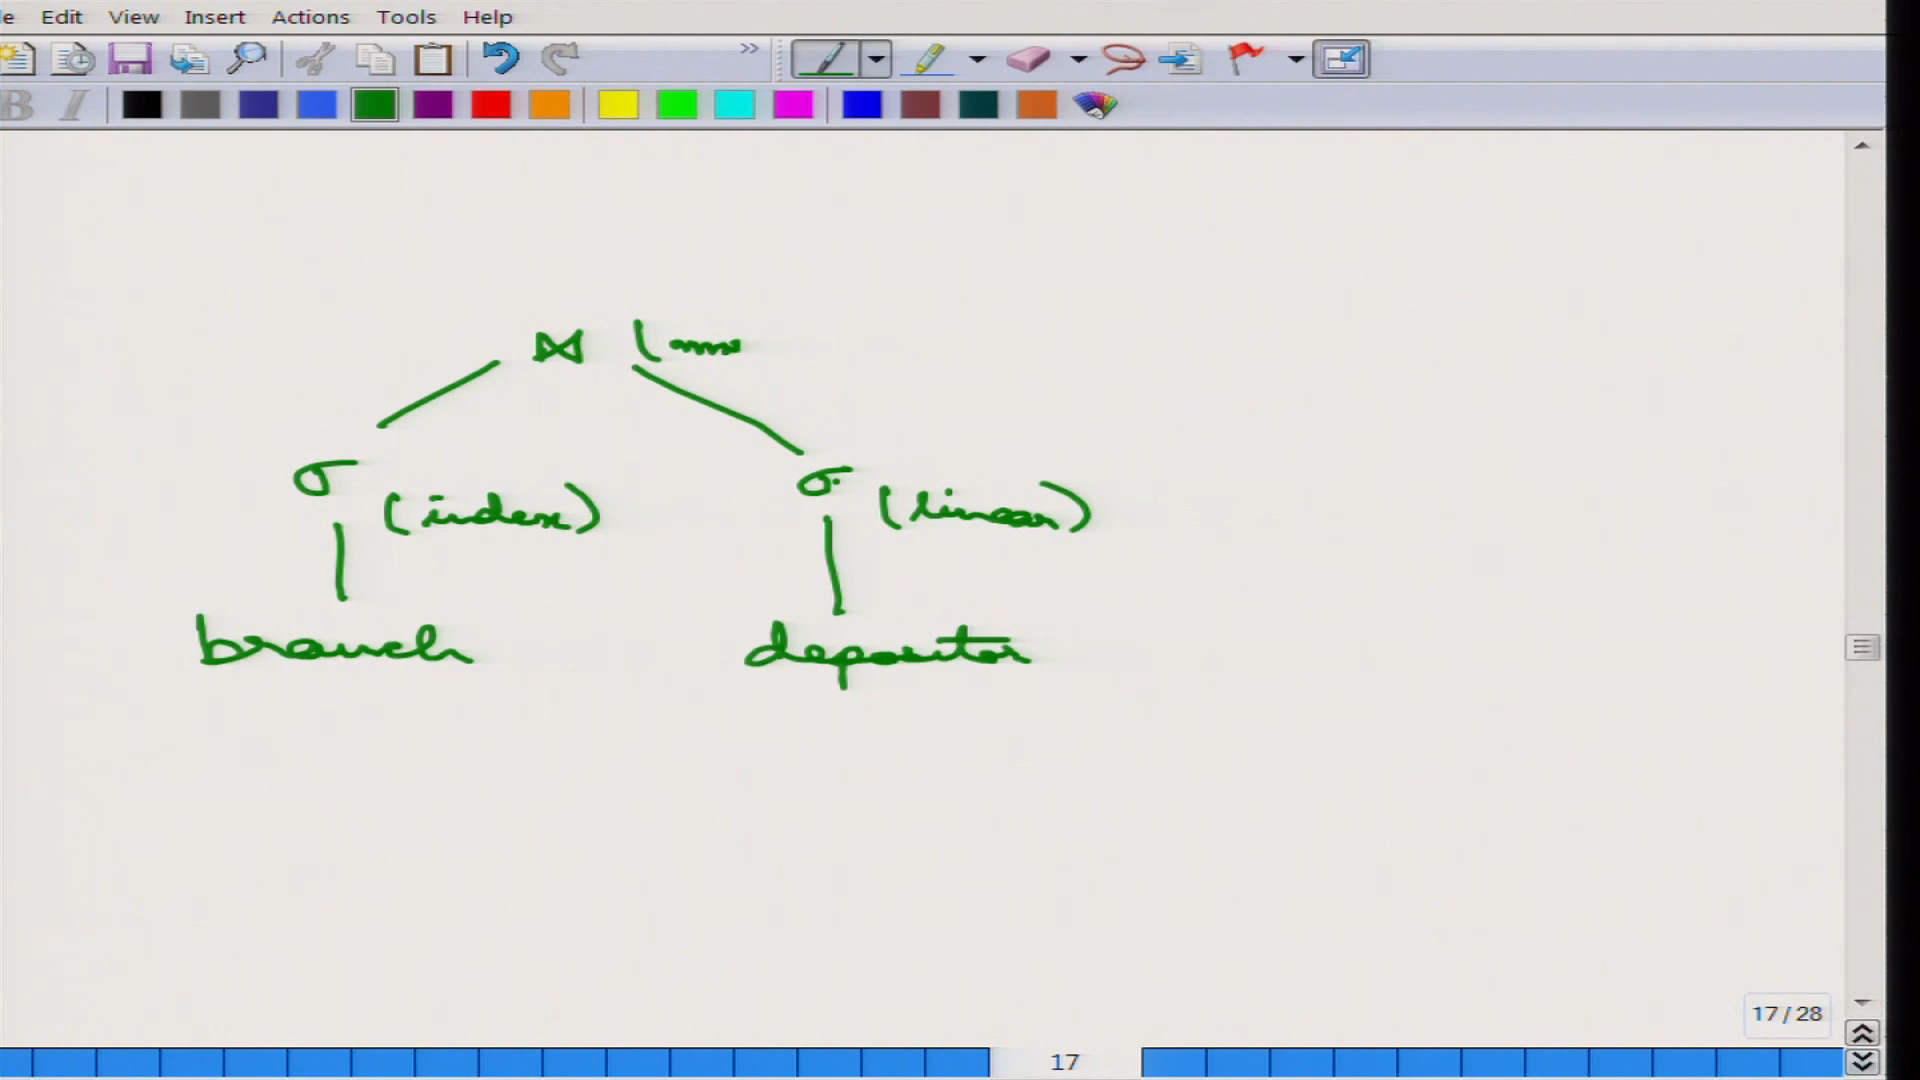 Edit View Insert Actions Tools Help
B I
⋈ (
σ (index) σ (linear)
branch depositor
17 / 28
17